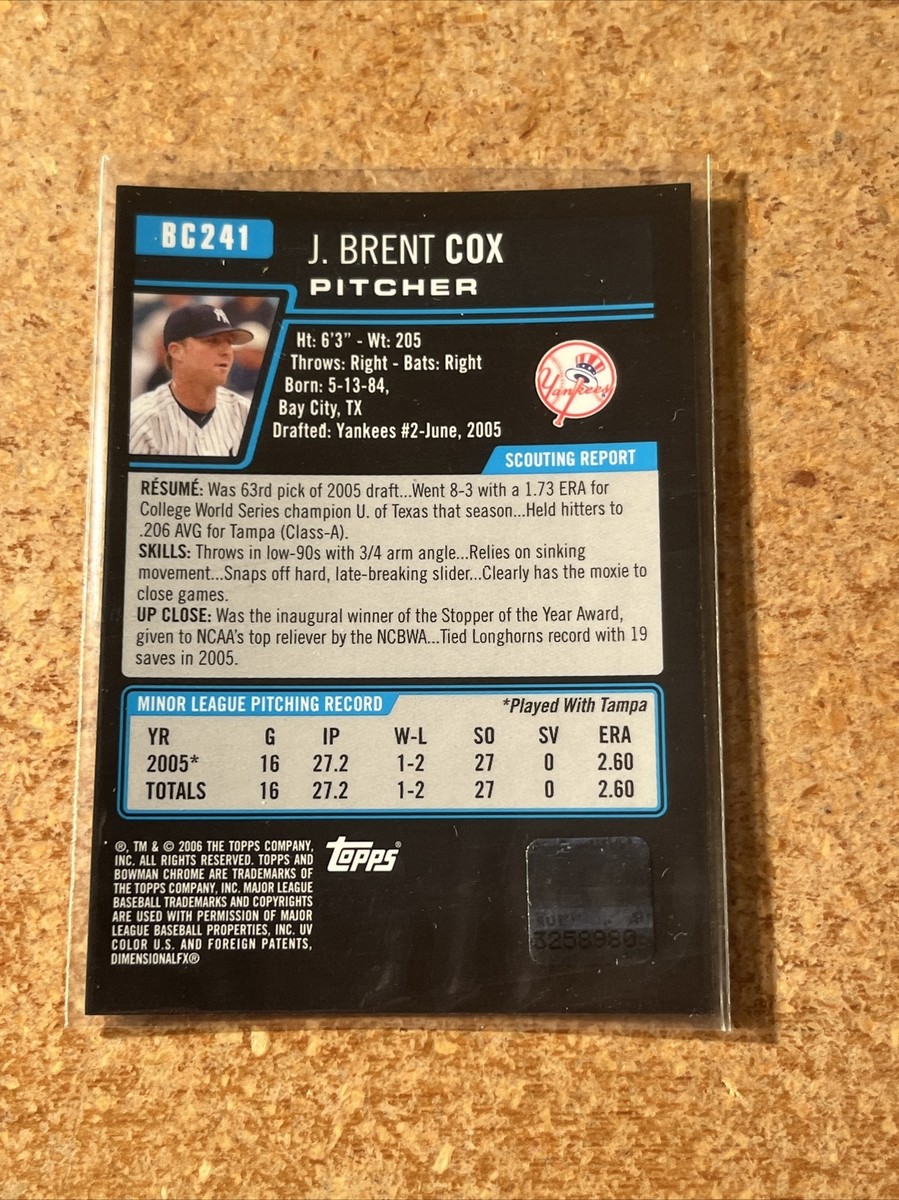 BC241
J. BRENT COX
PITCHER
NY
Ht: 6'3" - Wt: 205
Throws: Right - Bats: Right
Born: 5-13-84,
Bay City, TX
Drafted: Yankees #2-June, 2005
Yankees
SCOUTING REPORT
RÉSUMÉ: Was 63rd pick of 2005 draft...Went 8-3 with a 1.73 ERA for
College World Series champion U. of Texas that season...Held hitters to
.206 AVG for Tampa (Class-A).
SKILLS: Throws in low-90s with 3/4 arm angle...Relies on sinking
movement...Snaps off hard, late-breaking slider...Clearly has the moxie to
close games.
UP CLOSE: Was the inaugural winner of the Stopper of the Year Award,
given to NCAA's top reliever by the NCBWA...Tied Longhorns record with 19
saves in 2005.
MINOR LEAGUE PITCHING RECORD *Played With Tampa
YR G IP W-L SO SV ERA
2005* 16 27.2 1-2 27 0 2.60
TOTALS 16 27.2 1-2 27 0 2.60
®, TM & © 2006 THE TOPPS COMPANY,
INC. ALL RIGHTS RESERVED. TOPPS AND
BOWMAN CHROME ARE TRADEMARKS OF
THE TOPPS COMPANY, INC. MAJOR LEAGUE
BASEBALL TRADEMARKS AND COPYRIGHTS
ARE USED WITH PERMISSION OF MAJOR
LEAGUE BASEBALL PROPERTIES, INC. UV
COLOR U.S. AND FOREIGN PATENTS,
DIMENSIONALFX®
Topps®
3258980